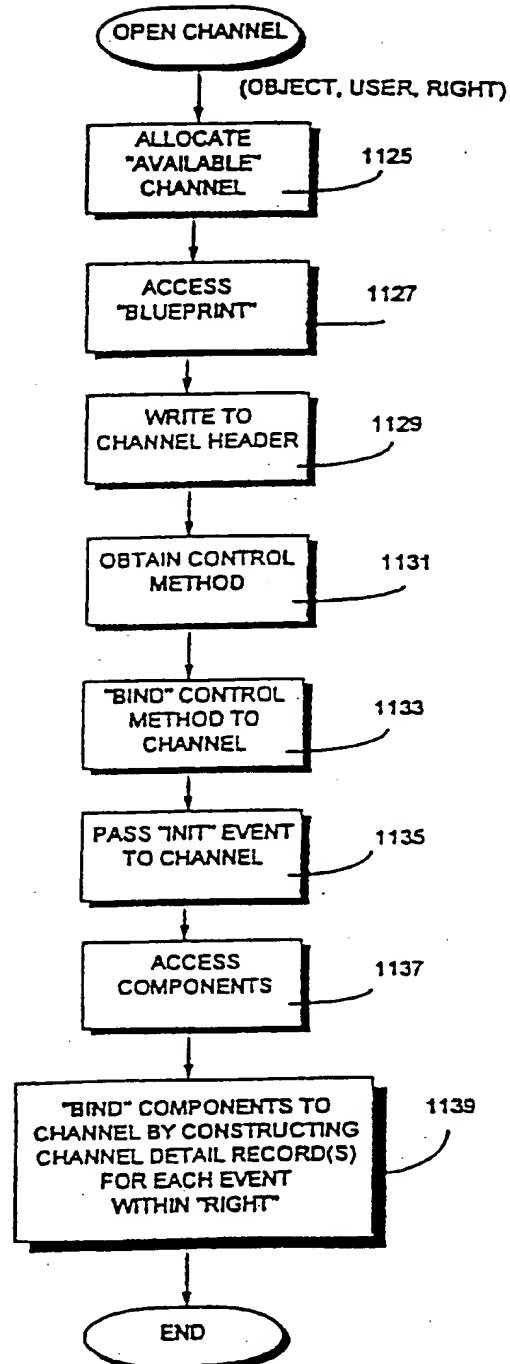 OPEN CHANNEL
(OBJECT, USER, RIGHT)
ALLOCATE
"AVAILABLE"
CHANNEL
1125
ACCESS
"BLUEPRINT"
1127
WRITE TO
CHANNEL HEADER
1129
OBTAIN CONTROL
METHOD
1131
"BIND" CONTROL
METHOD TO
CHANNEL
1133
PASS "INIT" EVENT
TO CHANNEL
1135
ACCESS
COMPONENTS
1137
"BIND" COMPONENTS TO
CHANNEL BY CONSTRUCTING
CHANNEL DETAIL RECORD(S)
FOR EACH EVENT
WITHIN "RIGHT"
1139
END